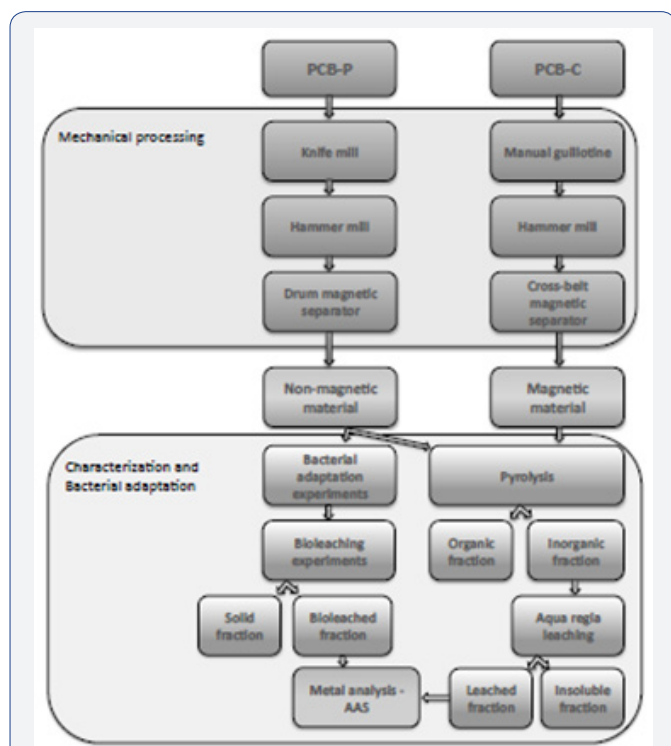 PCB-P
PCB-C
Mechanical processing
Knife mill
Manual guillotine
Hammer mill
Hammer mill
Drum magnetic
separator
Cross-belt
magnetic
separator
Non-magnetic
material
Magnetic
material
Characterization and
Bacterial adaptation
Bacterial
adaptation
experiments
Pyrolysis
Bioleaching
experiments
Organic
fraction
Inorganic
fraction
Solid
fraction
Bioleached
fraction
Aqua regia
leaching
Metal analysis -
AAS
Leached
fraction
Insoluble
fraction